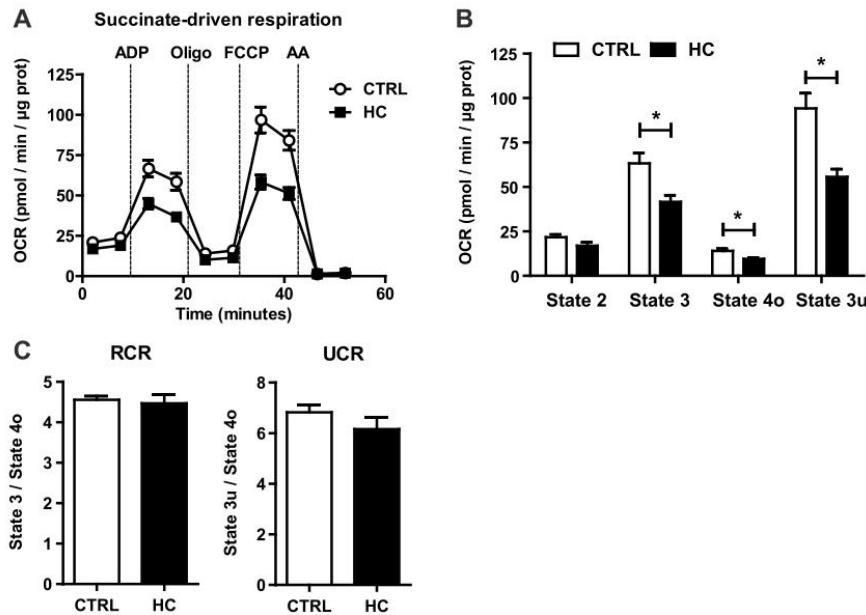 A
Succinate-driven respiration
ADP Oligo FCCP AA
OCR (pmol / min / µg prot)
125
100
75
50
25
0
0 20 40 60
Time (minutes)
CTRL
HC
B
CTRL HC
OCR (pmol / min / µg prot)
125
100
75
50
25
0
* * *
State 2 State 3 State 4o State 3u
C
RCR
State 3 / State 4o
5
4
3
2
1
0
CTRL HC
UCR
State 3u / State 4o
8
6
4
2
0
CTRL HC